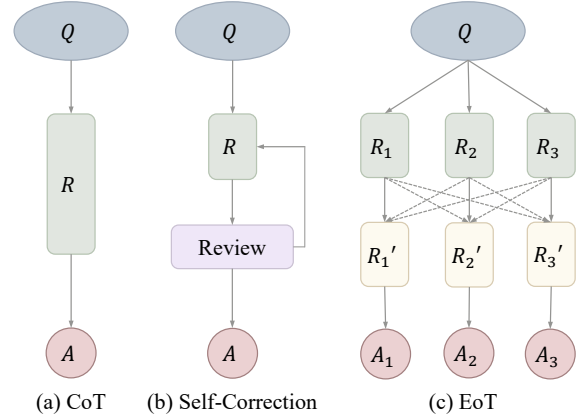 Q
Q
Q
R
R
R₁
R₂
R₃
Review
R₁′
R₂′
R₃′
A
A
A₁
A₂
A₃
(a) CoT
(b) Self-Correction
(c) EoT